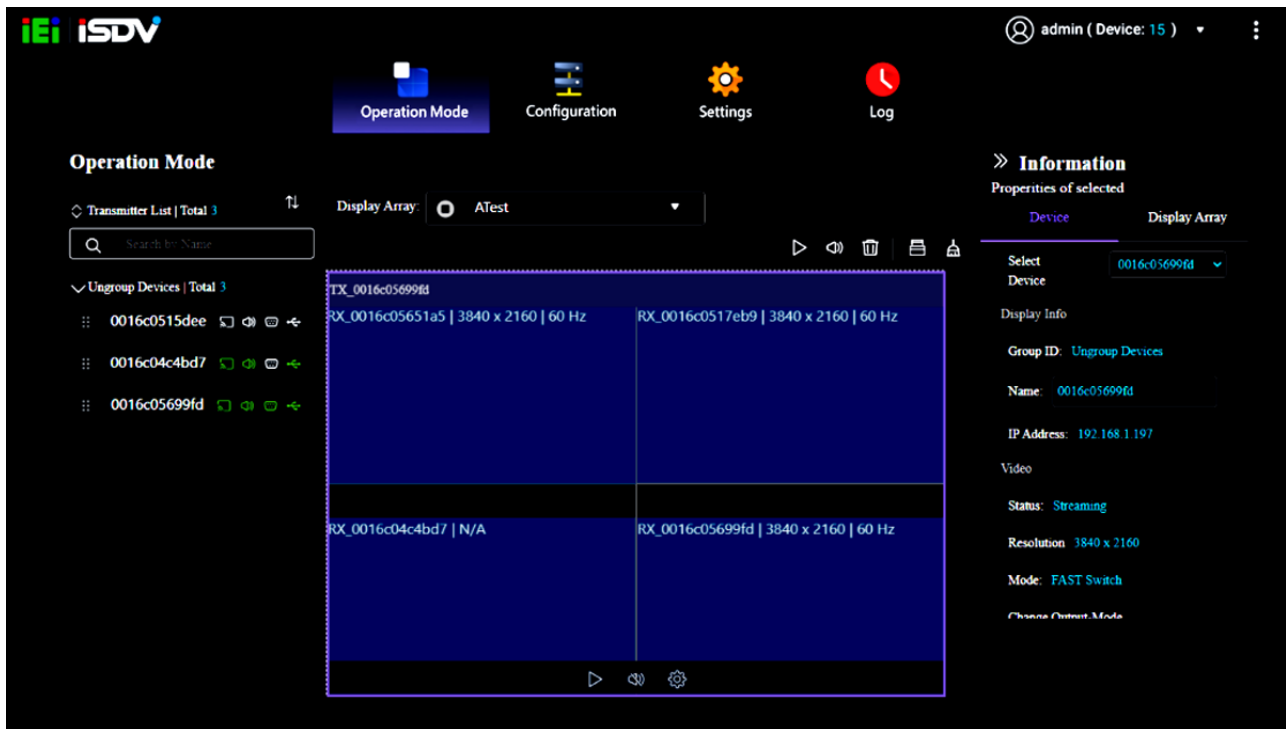 iEi iSDV
admin ( Device: 15 )
Operation Mode
Configuration
Settings
Log
Operation Mode
Transmitter List | Total 3
Search by Name
Ungroup Devices | Total 3
0016c0515dee
0016c04c4bd7
0016c05699fd
Display Array: ATest
TX_0016c05699fd
RX_0016c05651a5 | 3840 x 2160 | 60 Hz
RX_0016c0517eb9 | 3840 x 2160 | 60 Hz
RX_0016c04c4bd7 | N/A
RX_0016c05699fd | 3840 x 2160 | 60 Hz
Information
Properities of selected
Device
Display Array
Select
Device
0016c05699fd
Display Info
Group ID: Ungroup Devices
Name: 0016c05699fd
IP Address: 192.168.1.197
Video
Status: Streaming
Resolution 3840 x 2160
Mode: FAST Switch
Change Output-Mode